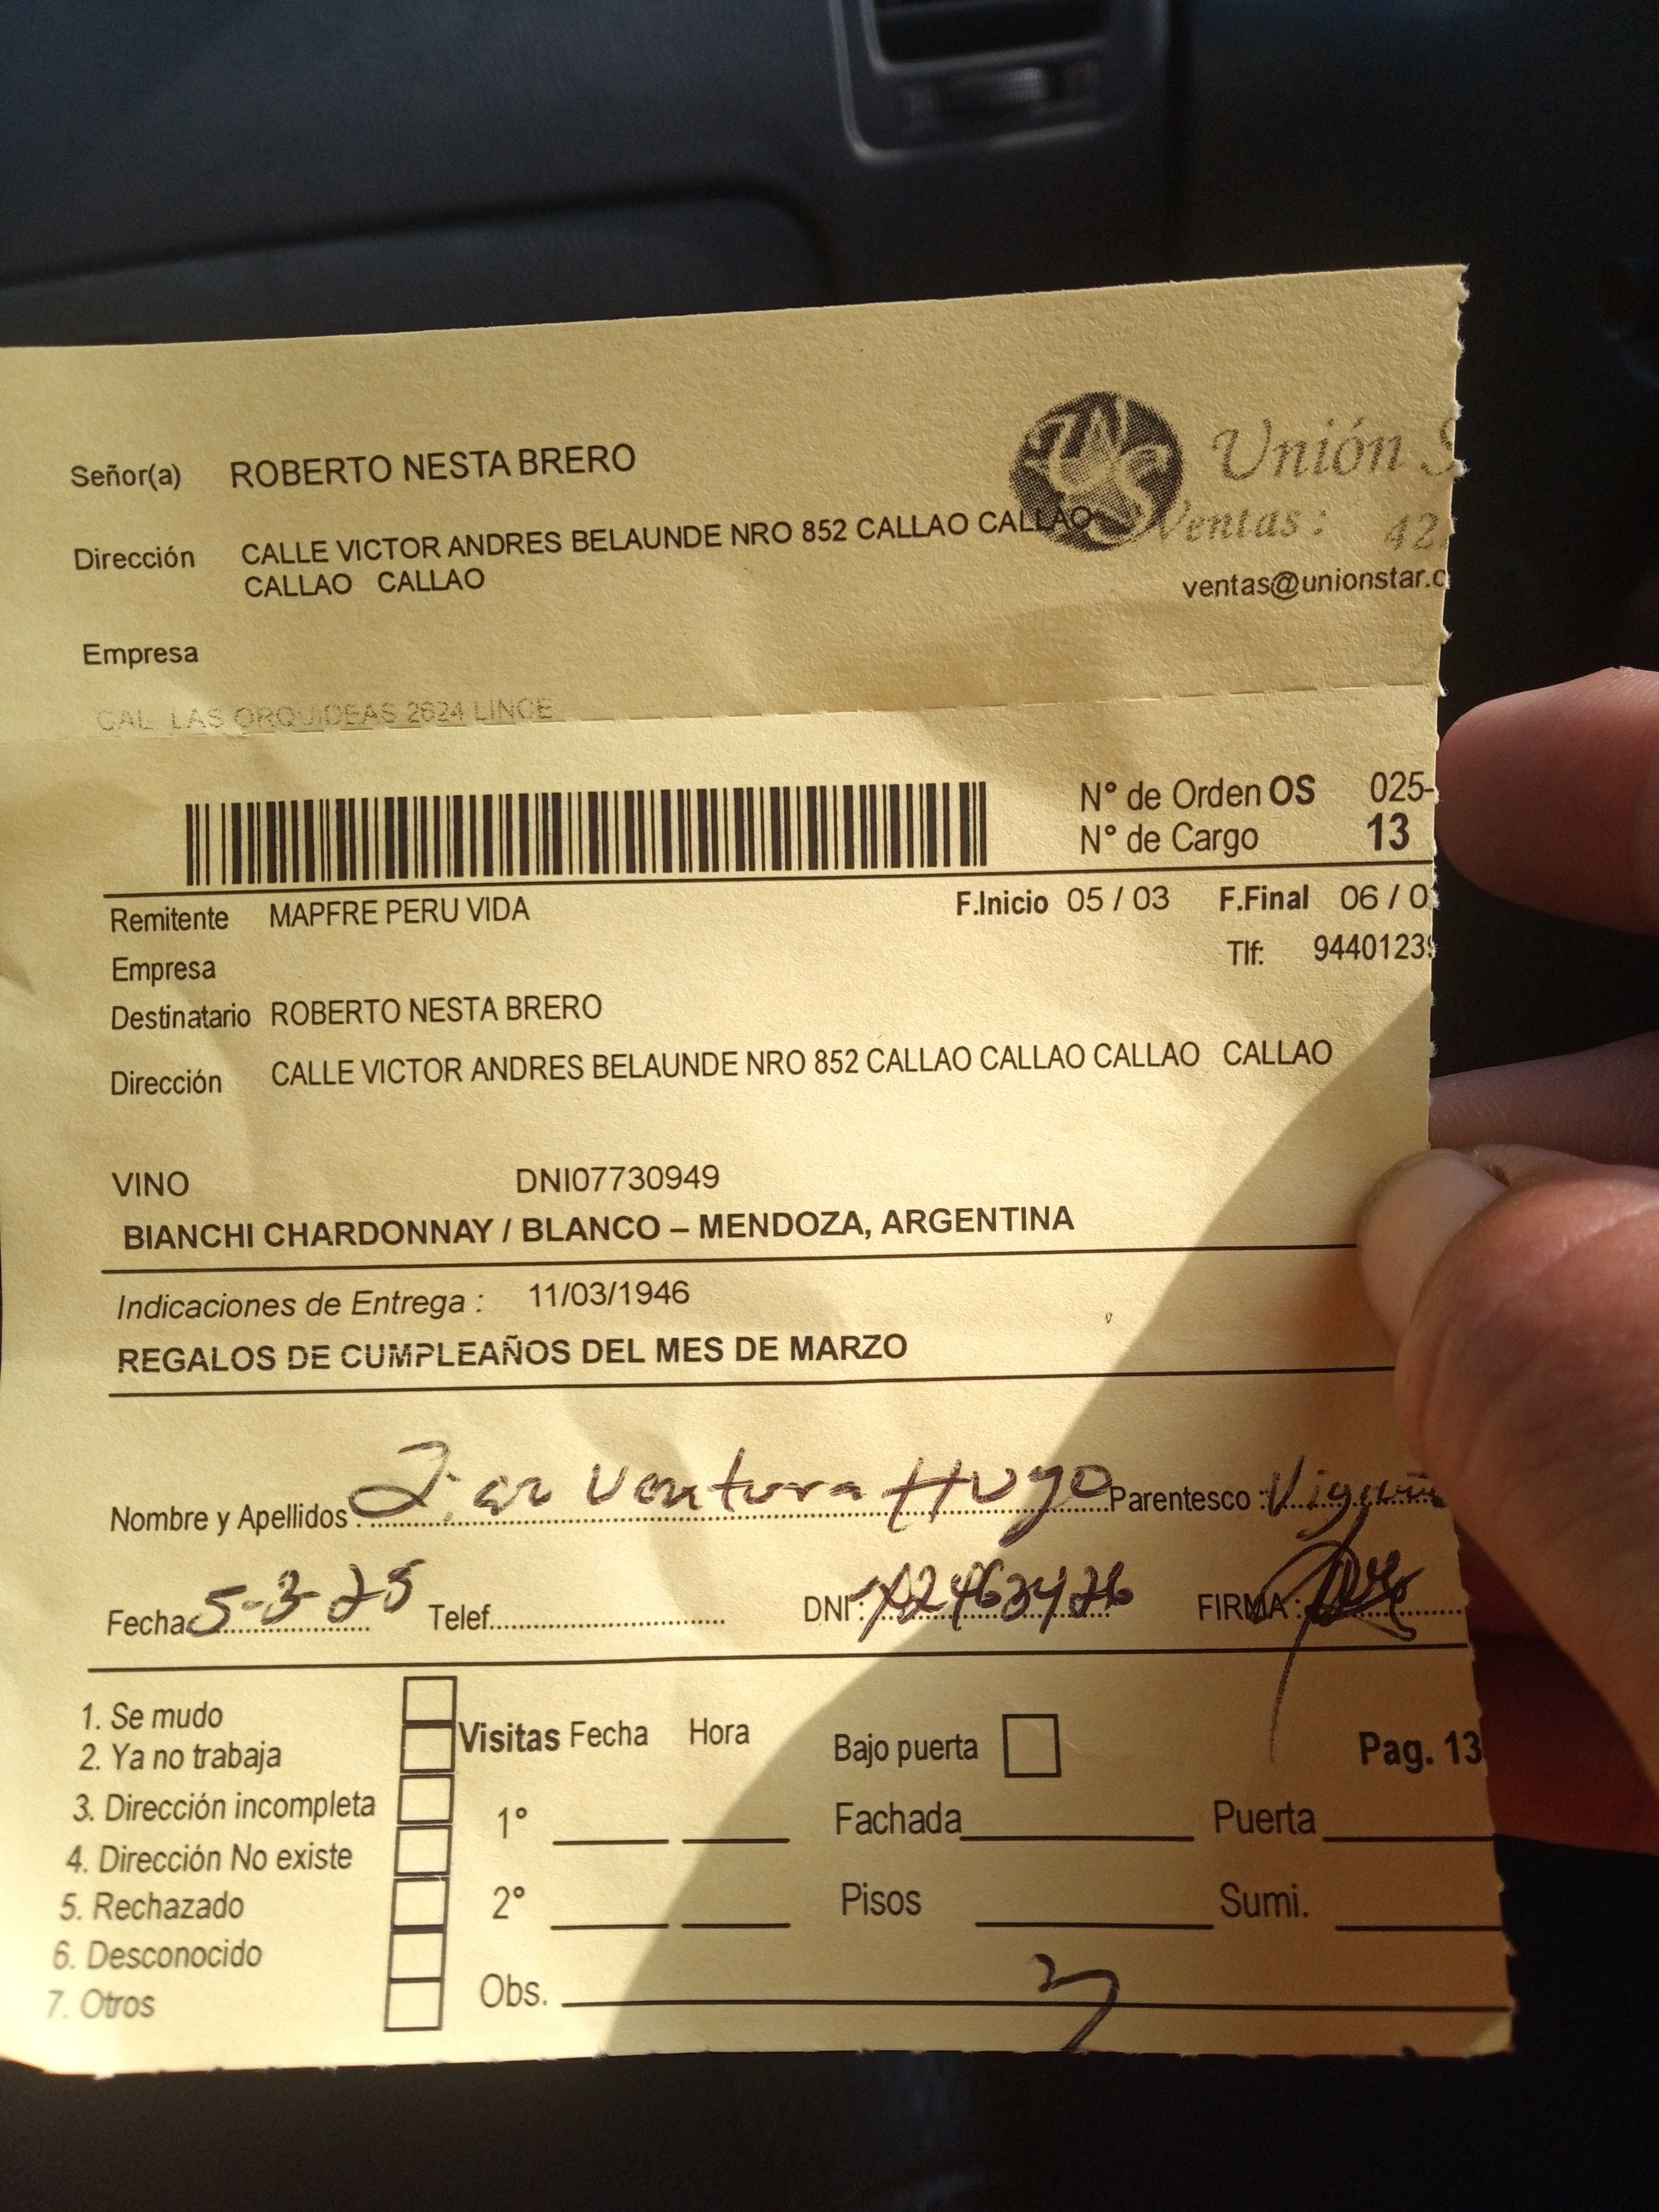 Señor(a) ROBERTO NESTA BRERO
Unión S
Dirección CALLE VICTOR ANDRES BELAUNDE NRO 852 CALLAO CALLAO
Ventas: 42
CALLAO CALLAO
ventas@unionstar.c
Empresa
CAL LAS ORQUIDEAS 2624 LINCE
N° de Orden OS 025-
N° de Cargo 13
Remitente MAPFRE PERU VIDA F.Inicio 05 / 03 F.Final 06 / 0
Empresa Tlf: 9440123
Destinatario ROBERTO NESTA BRERO
Dirección CALLE VICTOR ANDRES BELAUNDE NRO 852 CALLAO CALLAO CALLAO CALLAO
VINO DNI07730949
BIANCHI CHARDONNAY / BLANCO – MENDOZA, ARGENTINA
Indicaciones de Entrega : 11/03/1946
REGALOS DE CUMPLEAÑOS DEL MES DE MARZO
Nombre y Apellidos: Ventura Hugo Parentesco:
Fecha 5-3-25 Telef. DNI: FIRMA:
1. Se mudo
2. Ya no trabaja
3. Dirección incompleta
4. Dirección No existe
5. Rechazado
6. Desconocido
7. Otros
Visitas Fecha Hora
1°
2°
Obs.
Bajo puerta Pag. 13
Fachada Puerta
Pisos Sumi.